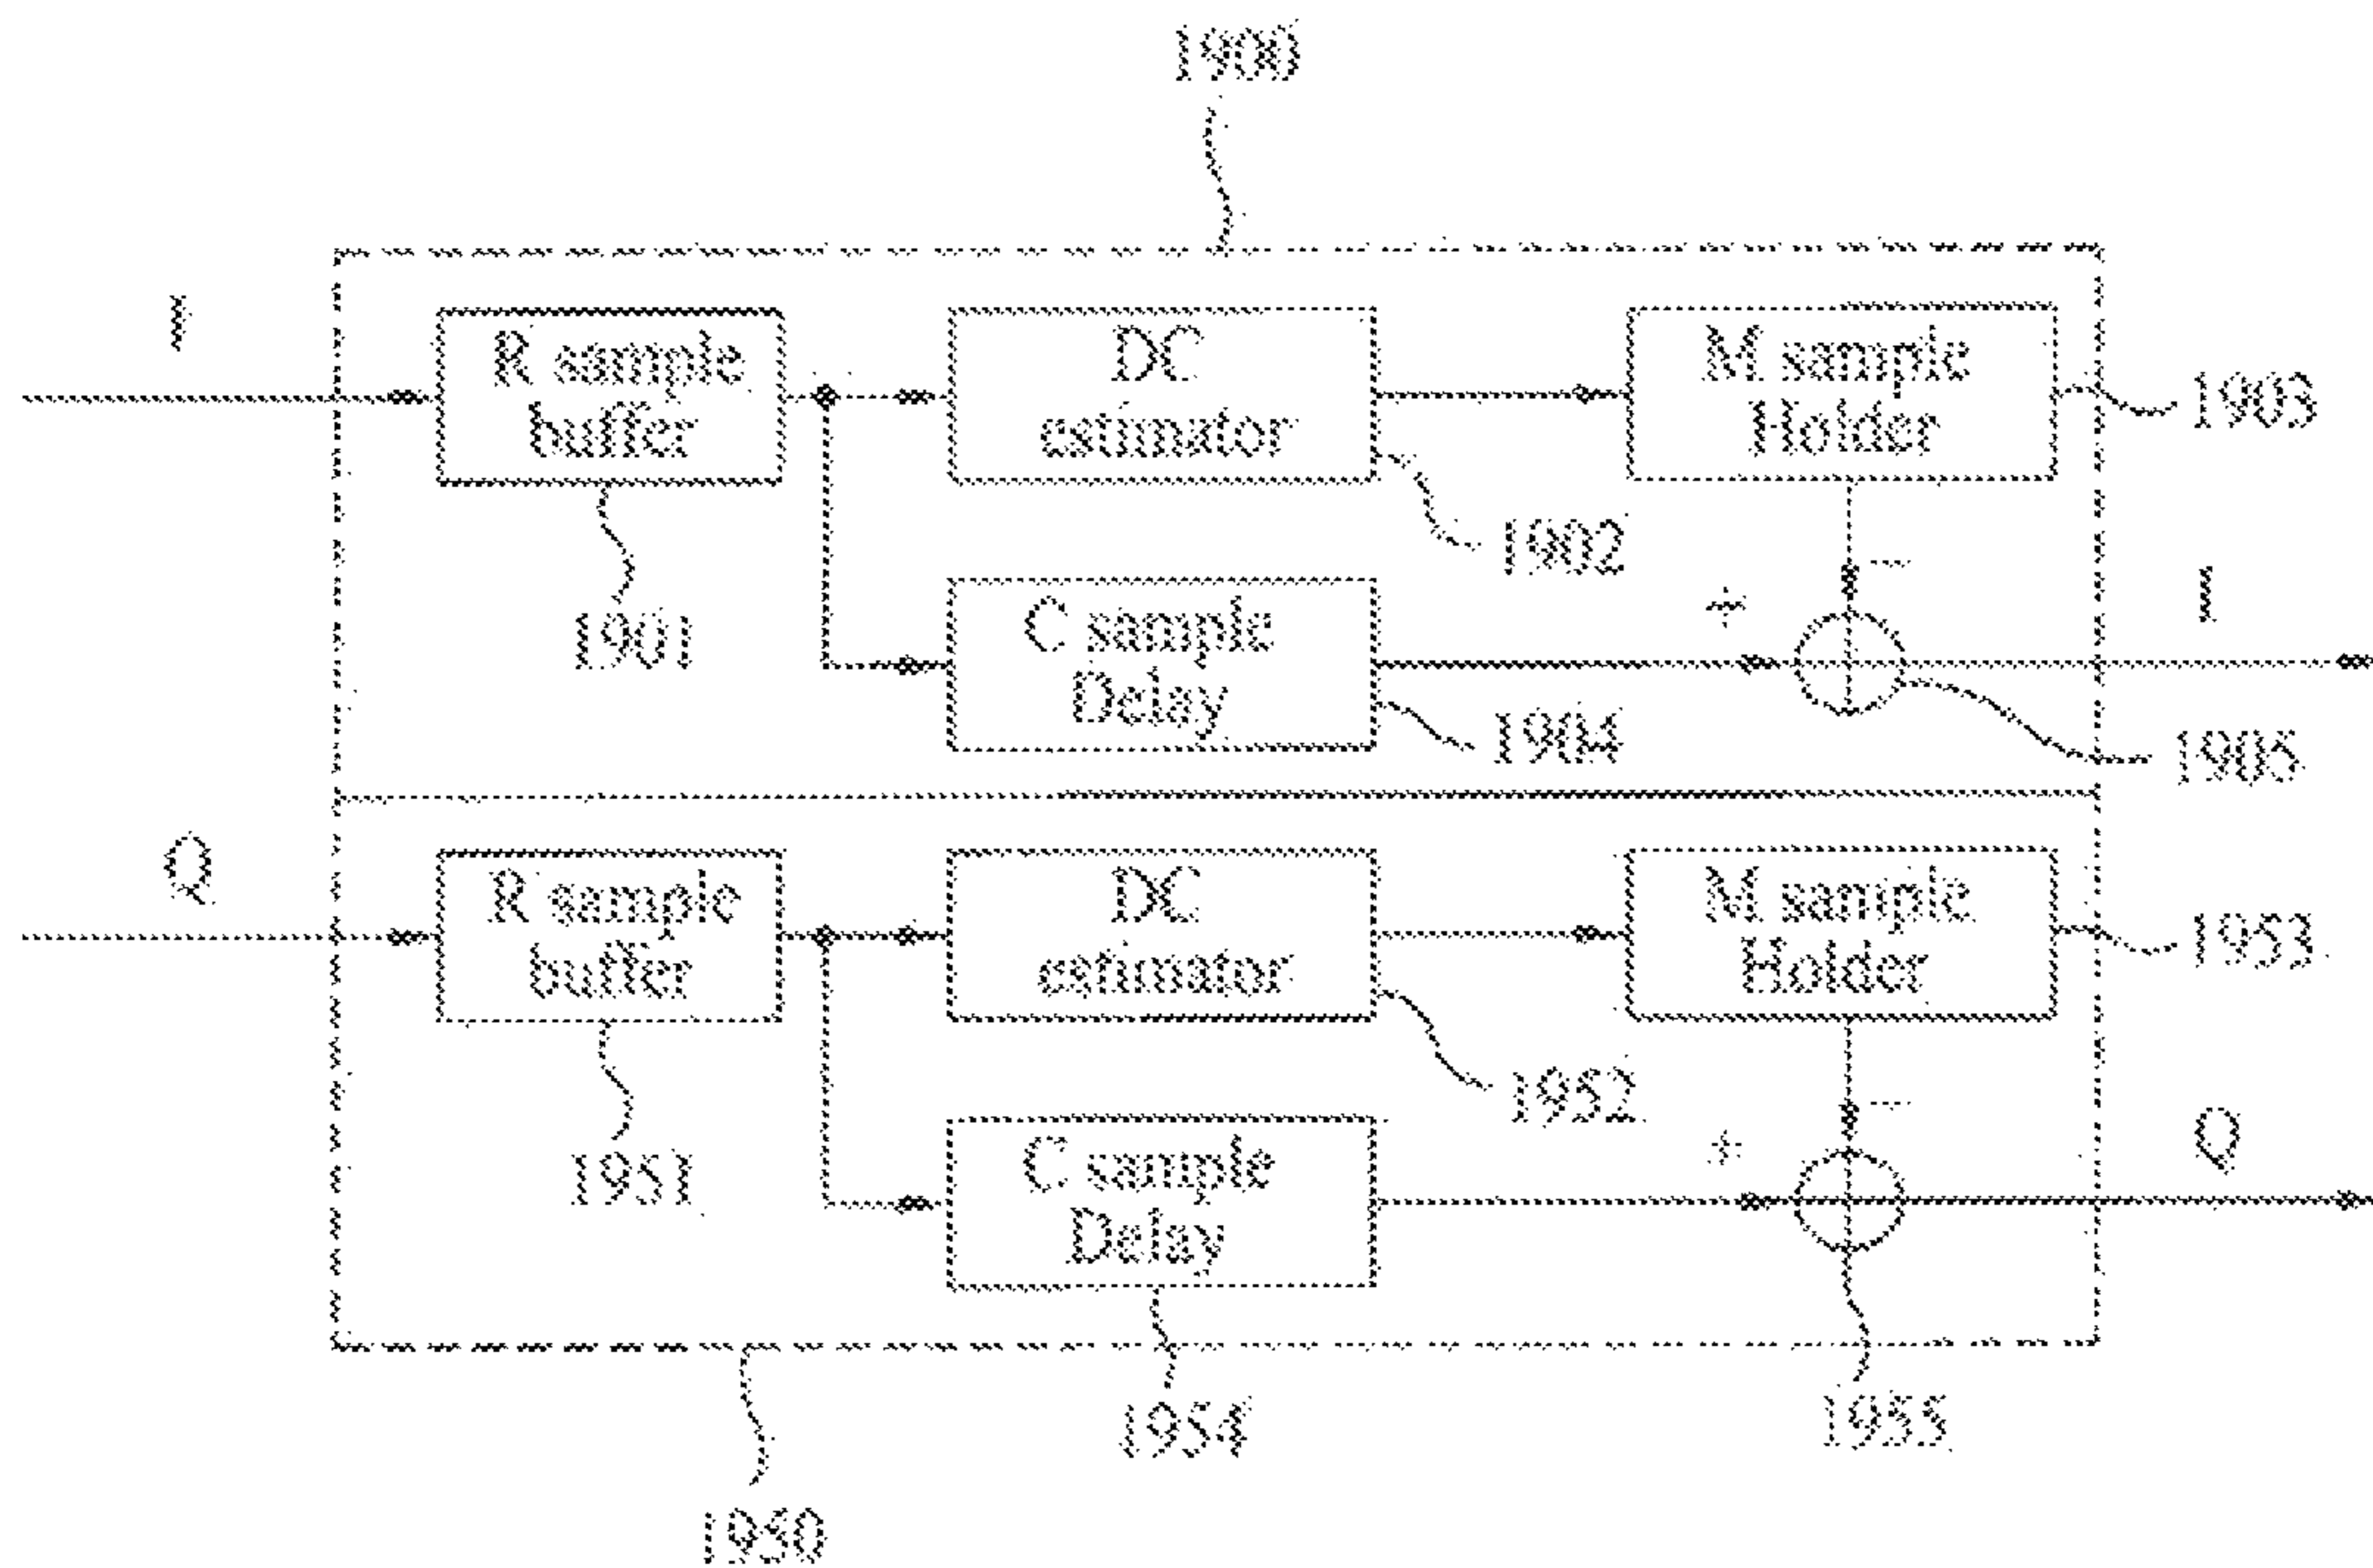 1900
I
R sample
buffer
DC
estimator
M sample
Holder
1903
1902
1901
C sample
Delay
+
−
I
1904
1905
Q
R sample
buffer
DC
estimator
M sample
Holder
1953
1952
1951
C sample
Delay
+
−
Q
1954
1955
1950